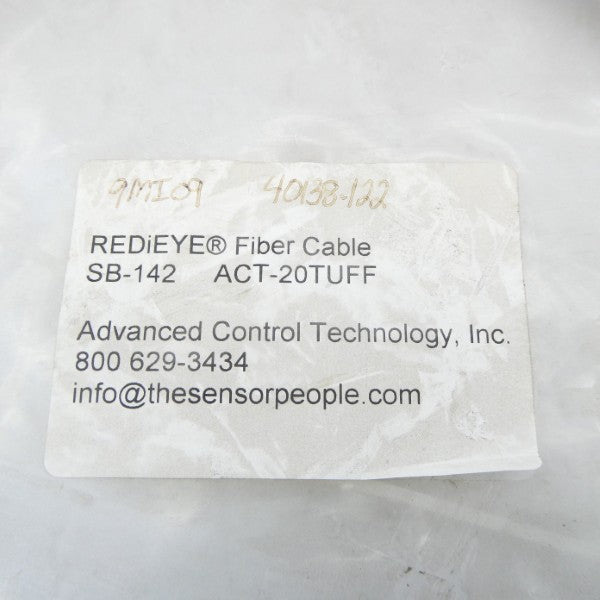 9MI09 40138-122
REDiEYE® Fiber Cable
SB-142 ACT-20TUFF
Advanced Control Technology, Inc.
800 629-3434
info@thesensorpeople.com